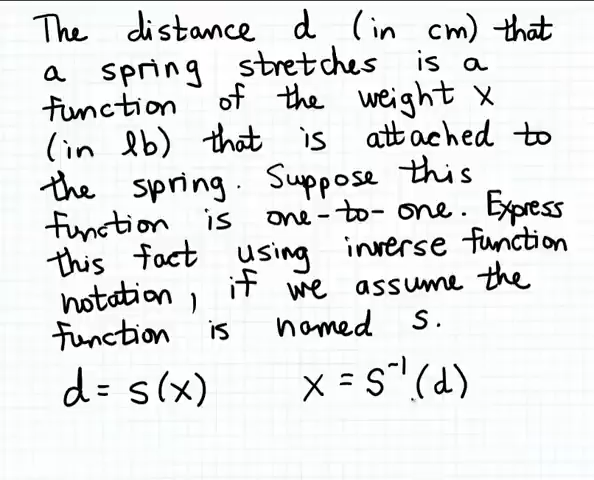 The distance d (in cm) that
a spring stretches is a
function of the weight x
(in lb) that is attached to
the spring. Suppose this
function is one-to-one. Express
this fact using inverse function
notation, if we assume the
function is named s.
d = s(x) x = s⁻¹(d)